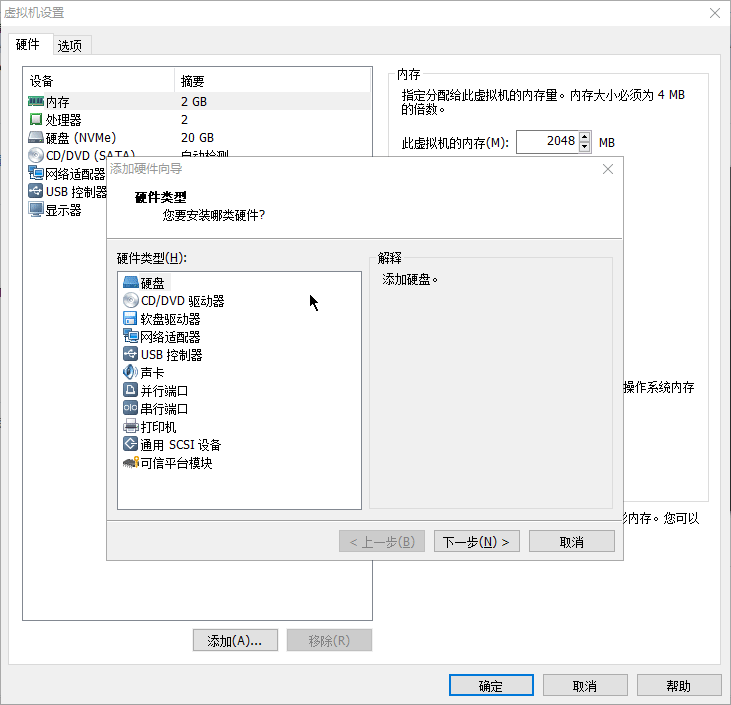 虚拟机设置
硬件
选项
设备
摘要
内存
2 GB
处理器
2
硬盘 (NVMe)
20 GB
CD/DVD (SATA)
自动检测
网络适配器
USB 控制器
显示器
内存
指定分配给此虚拟机的内存量。内存大小必须为 4 MB
的倍数。
此虚拟机的内存(M):
2048
MB
操作系统内存
内存。您可以
添加硬件向导
硬件类型
您要安装哪类硬件?
硬件类型(H):
硬盘
CD/DVD 驱动器
软盘驱动器
网络适配器
USB 控制器
声卡
并行端口
串行端口
打印机
通用 SCSI 设备
可信平台模块
解释
添加硬盘。
< 上一步(B)
下一步(N) >
取消
添加(A)...
移除(R)
确定
取消
帮助